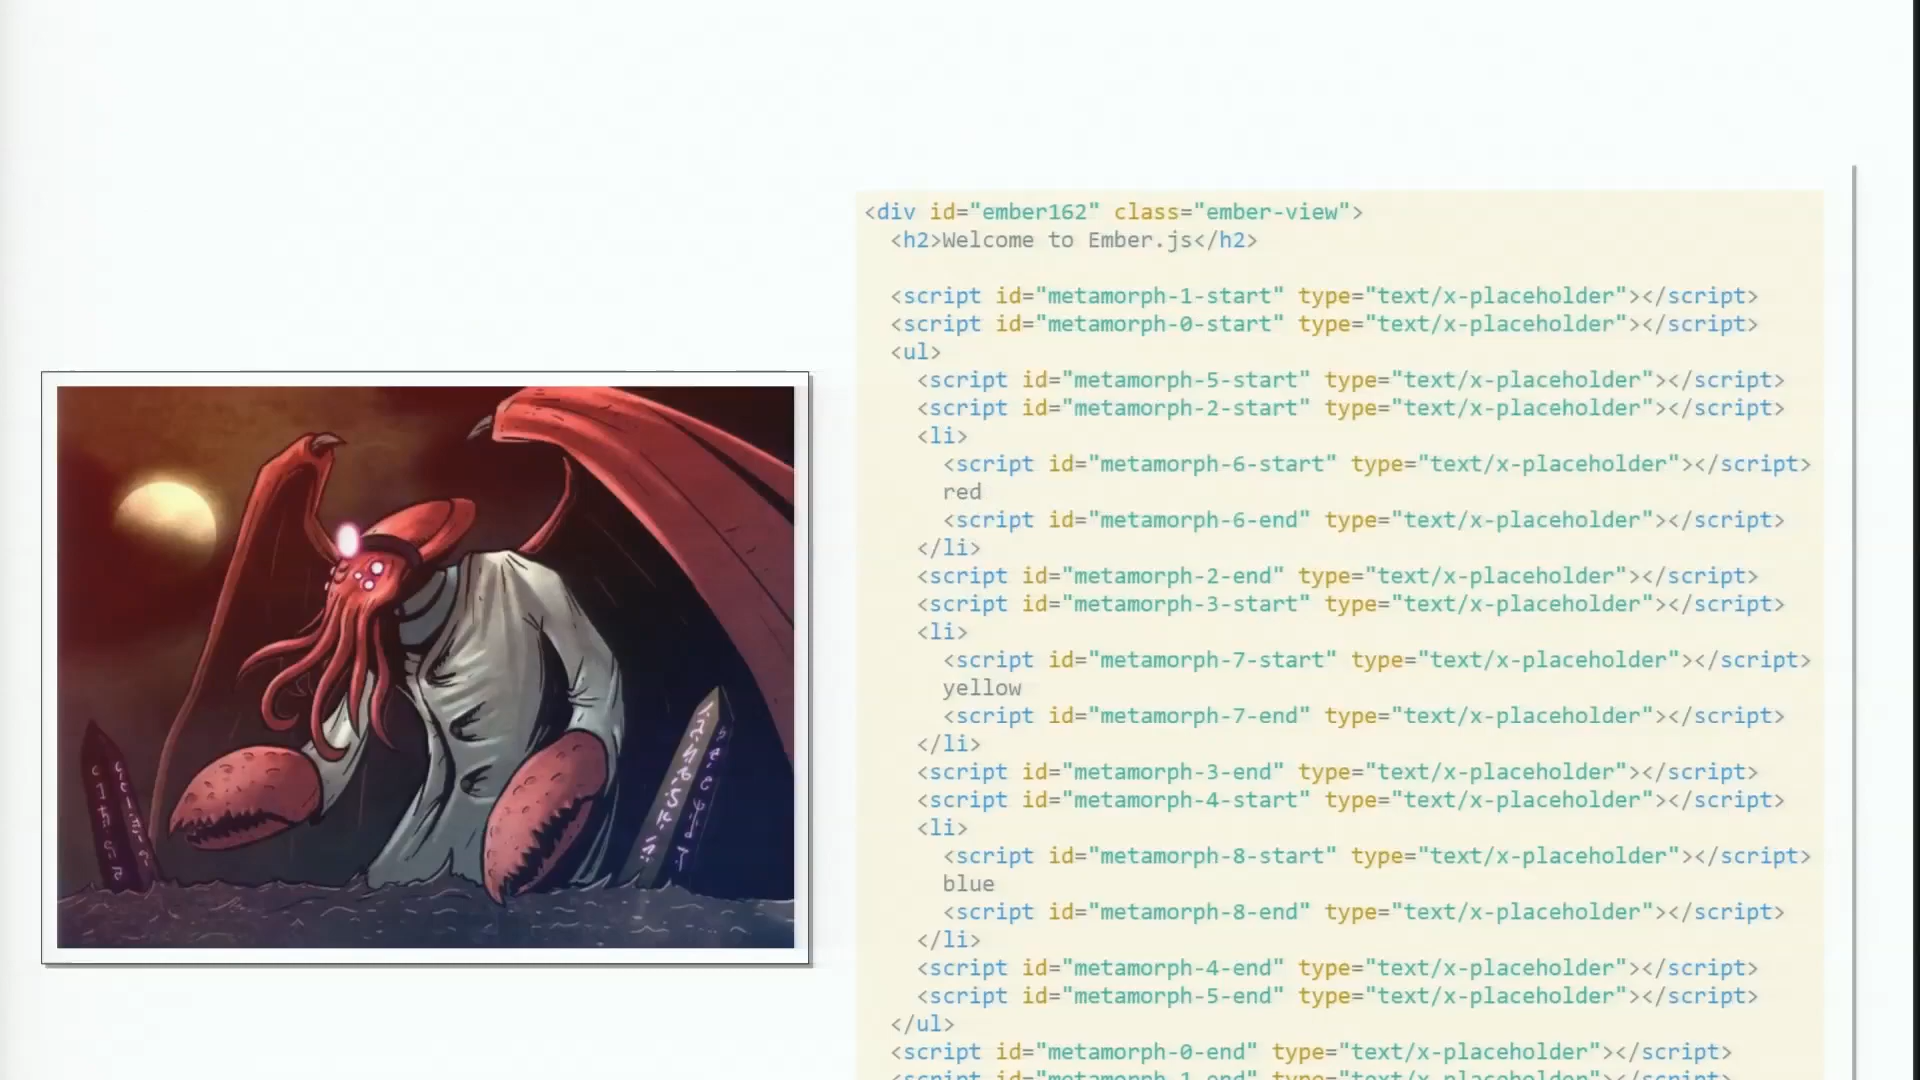 <div id="ember162" class="ember-view">
<h2>Welcome to Ember.js</h2>
<script id="metamorph-1-start" type="text/x-placeholder"></script>
<script id="metamorph-0-start" type="text/x-placeholder"></script>
<ul>
<script id="metamorph-5-start" type="text/x-placeholder"></script>
<script id="metamorph-2-start" type="text/x-placeholder"></script>
<li>
<script id="metamorph-6-start" type="text/x-placeholder"></script>
red
<script id="metamorph-6-end" type="text/x-placeholder"></script>
</li>
<script id="metamorph-2-end" type="text/x-placeholder"></script>
<script id="metamorph-3-start" type="text/x-placeholder"></script>
<li>
<script id="metamorph-7-start" type="text/x-placeholder"></script>
yellow
<script id="metamorph-7-end" type="text/x-placeholder"></script>
</li>
<script id="metamorph-3-end" type="text/x-placeholder"></script>
<script id="metamorph-4-start" type="text/x-placeholder"></script>
<li>
<script id="metamorph-8-start" type="text/x-placeholder"></script>
blue
<script id="metamorph-8-end" type="text/x-placeholder"></script>
</li>
<script id="metamorph-4-end" type="text/x-placeholder"></script>
<script id="metamorph-5-end" type="text/x-placeholder"></script>
</ul>
<script id="metamorph-0-end" type="text/x-placeholder"></script>
<script id="metamorph-1-end" type="text/x-placeholder"></script>